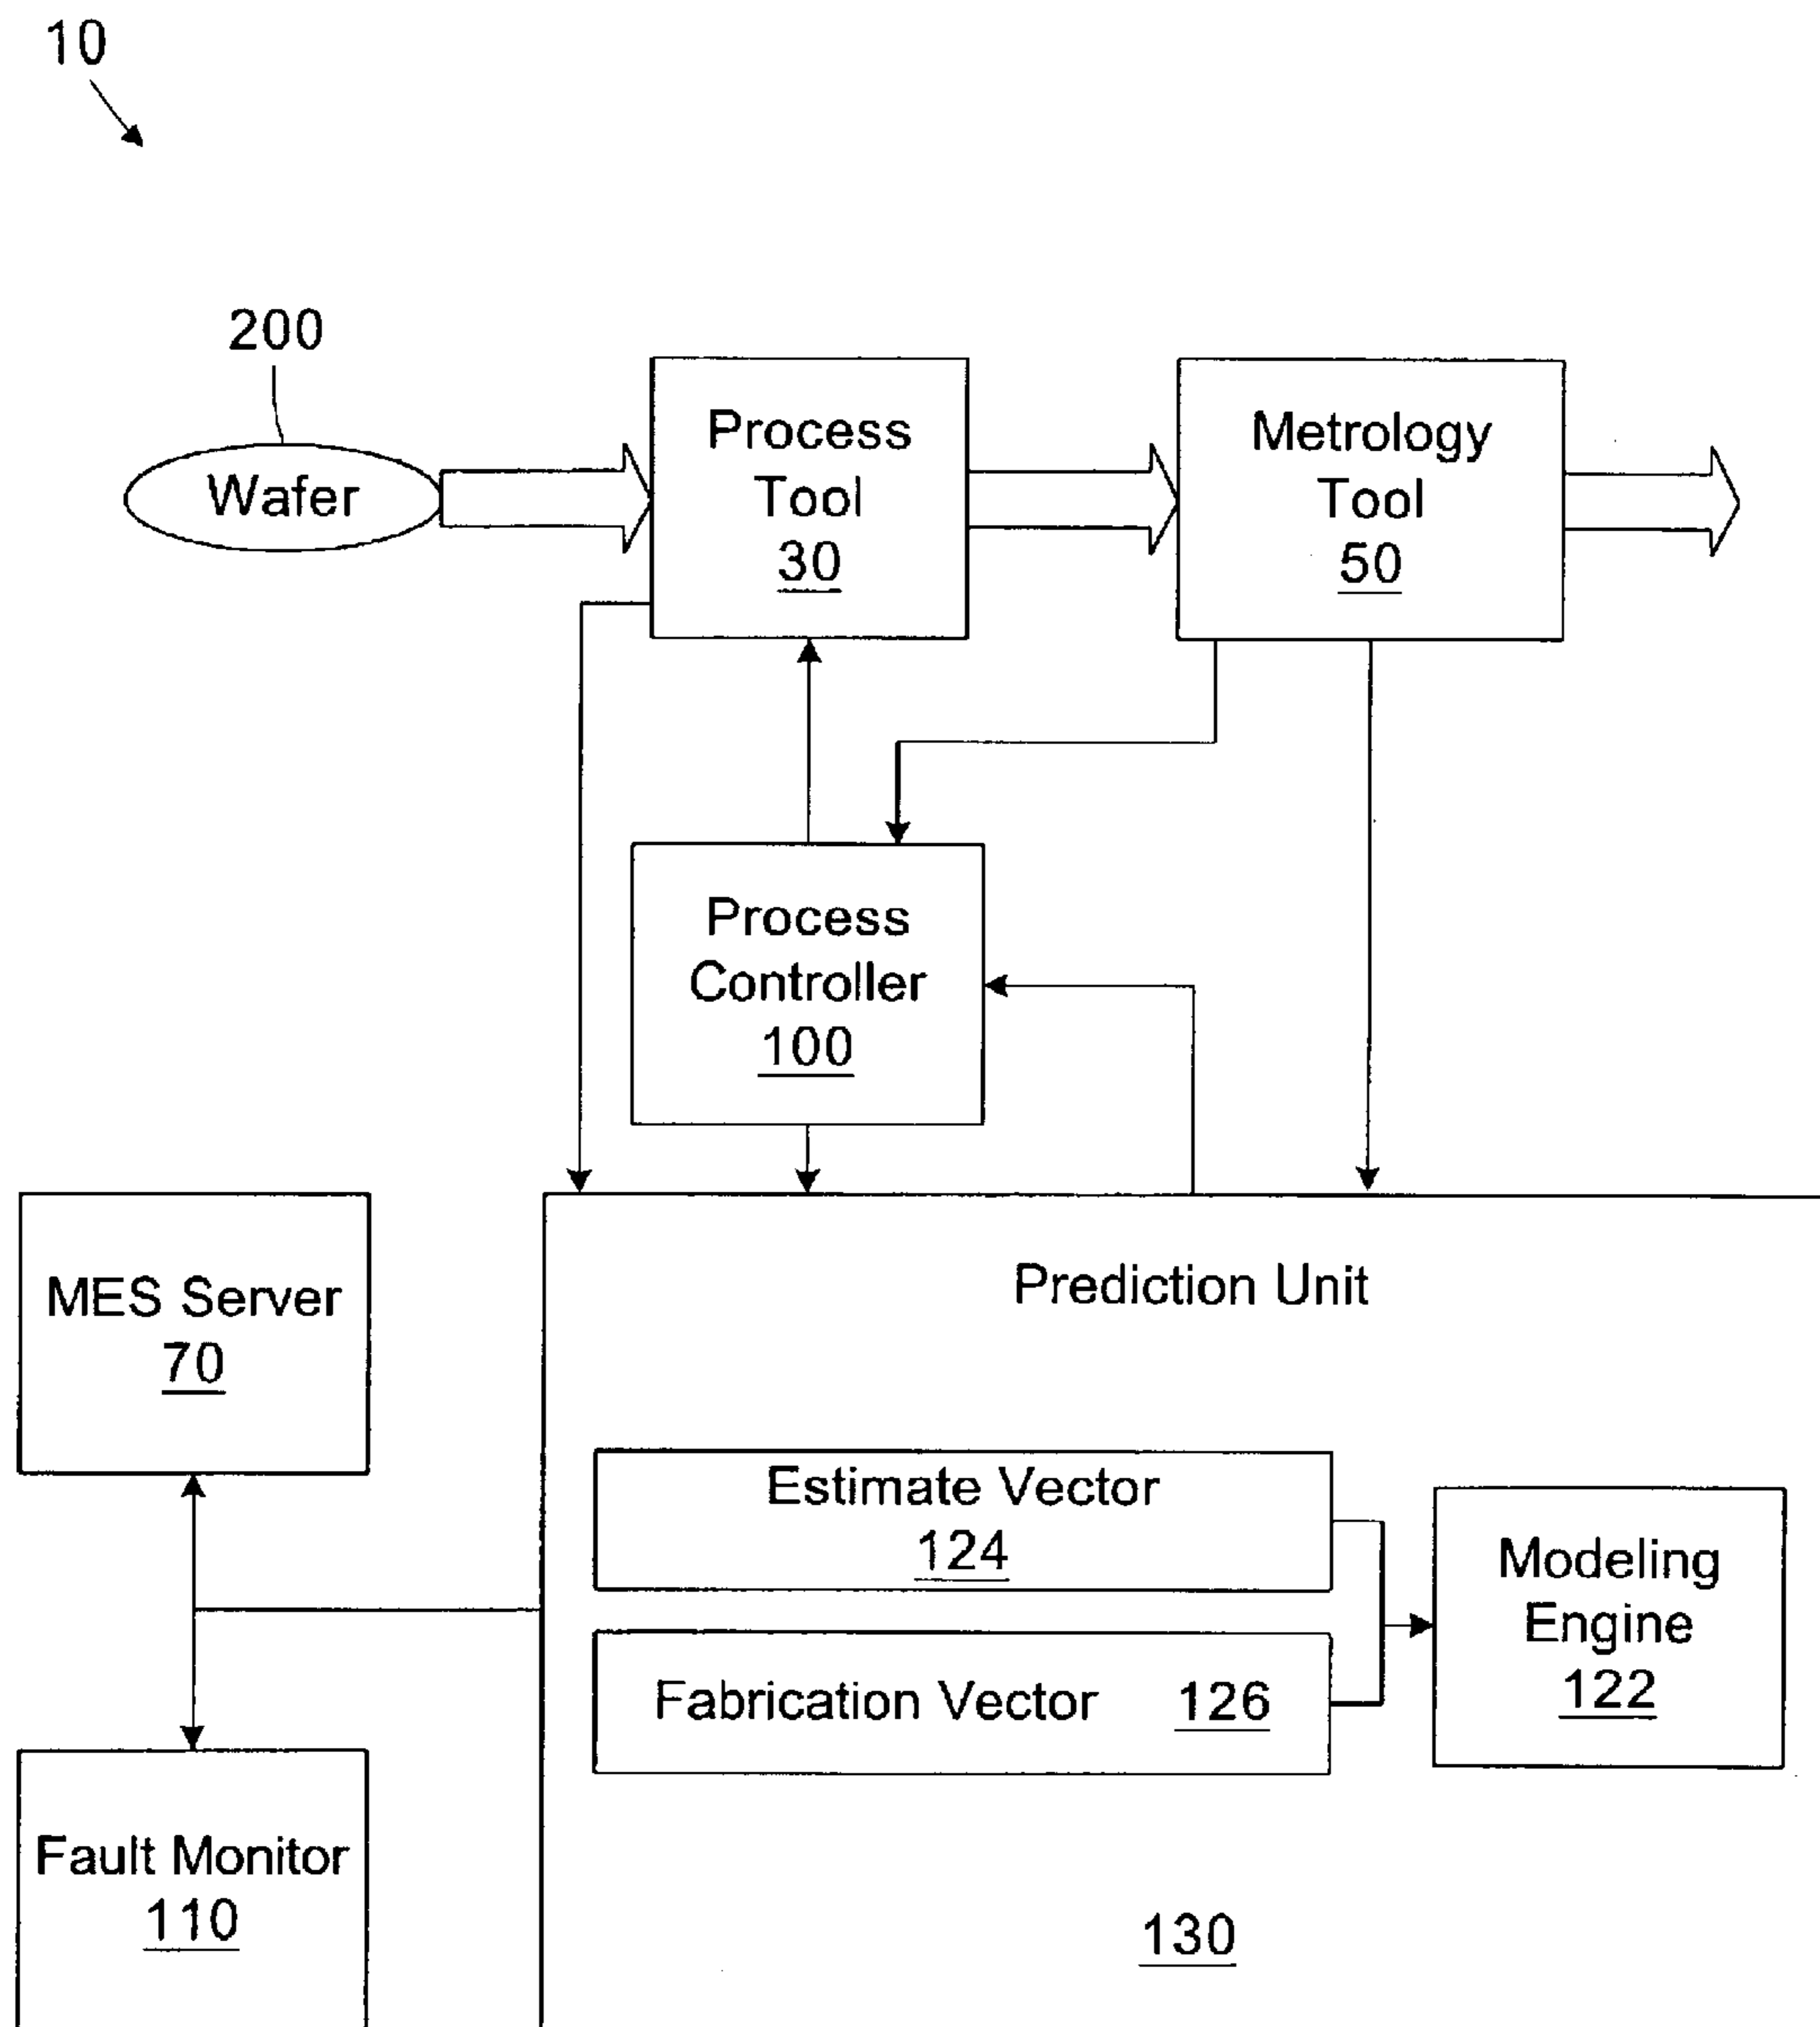 10
200
Wafer
Process
Tool
30
Metrology
Tool
50
Process
Controller
100
MES Server
70
Prediction Unit
Estimate Vector
124
Fabrication Vector 126
Modeling
Engine
122
Fault Monitor
110
130